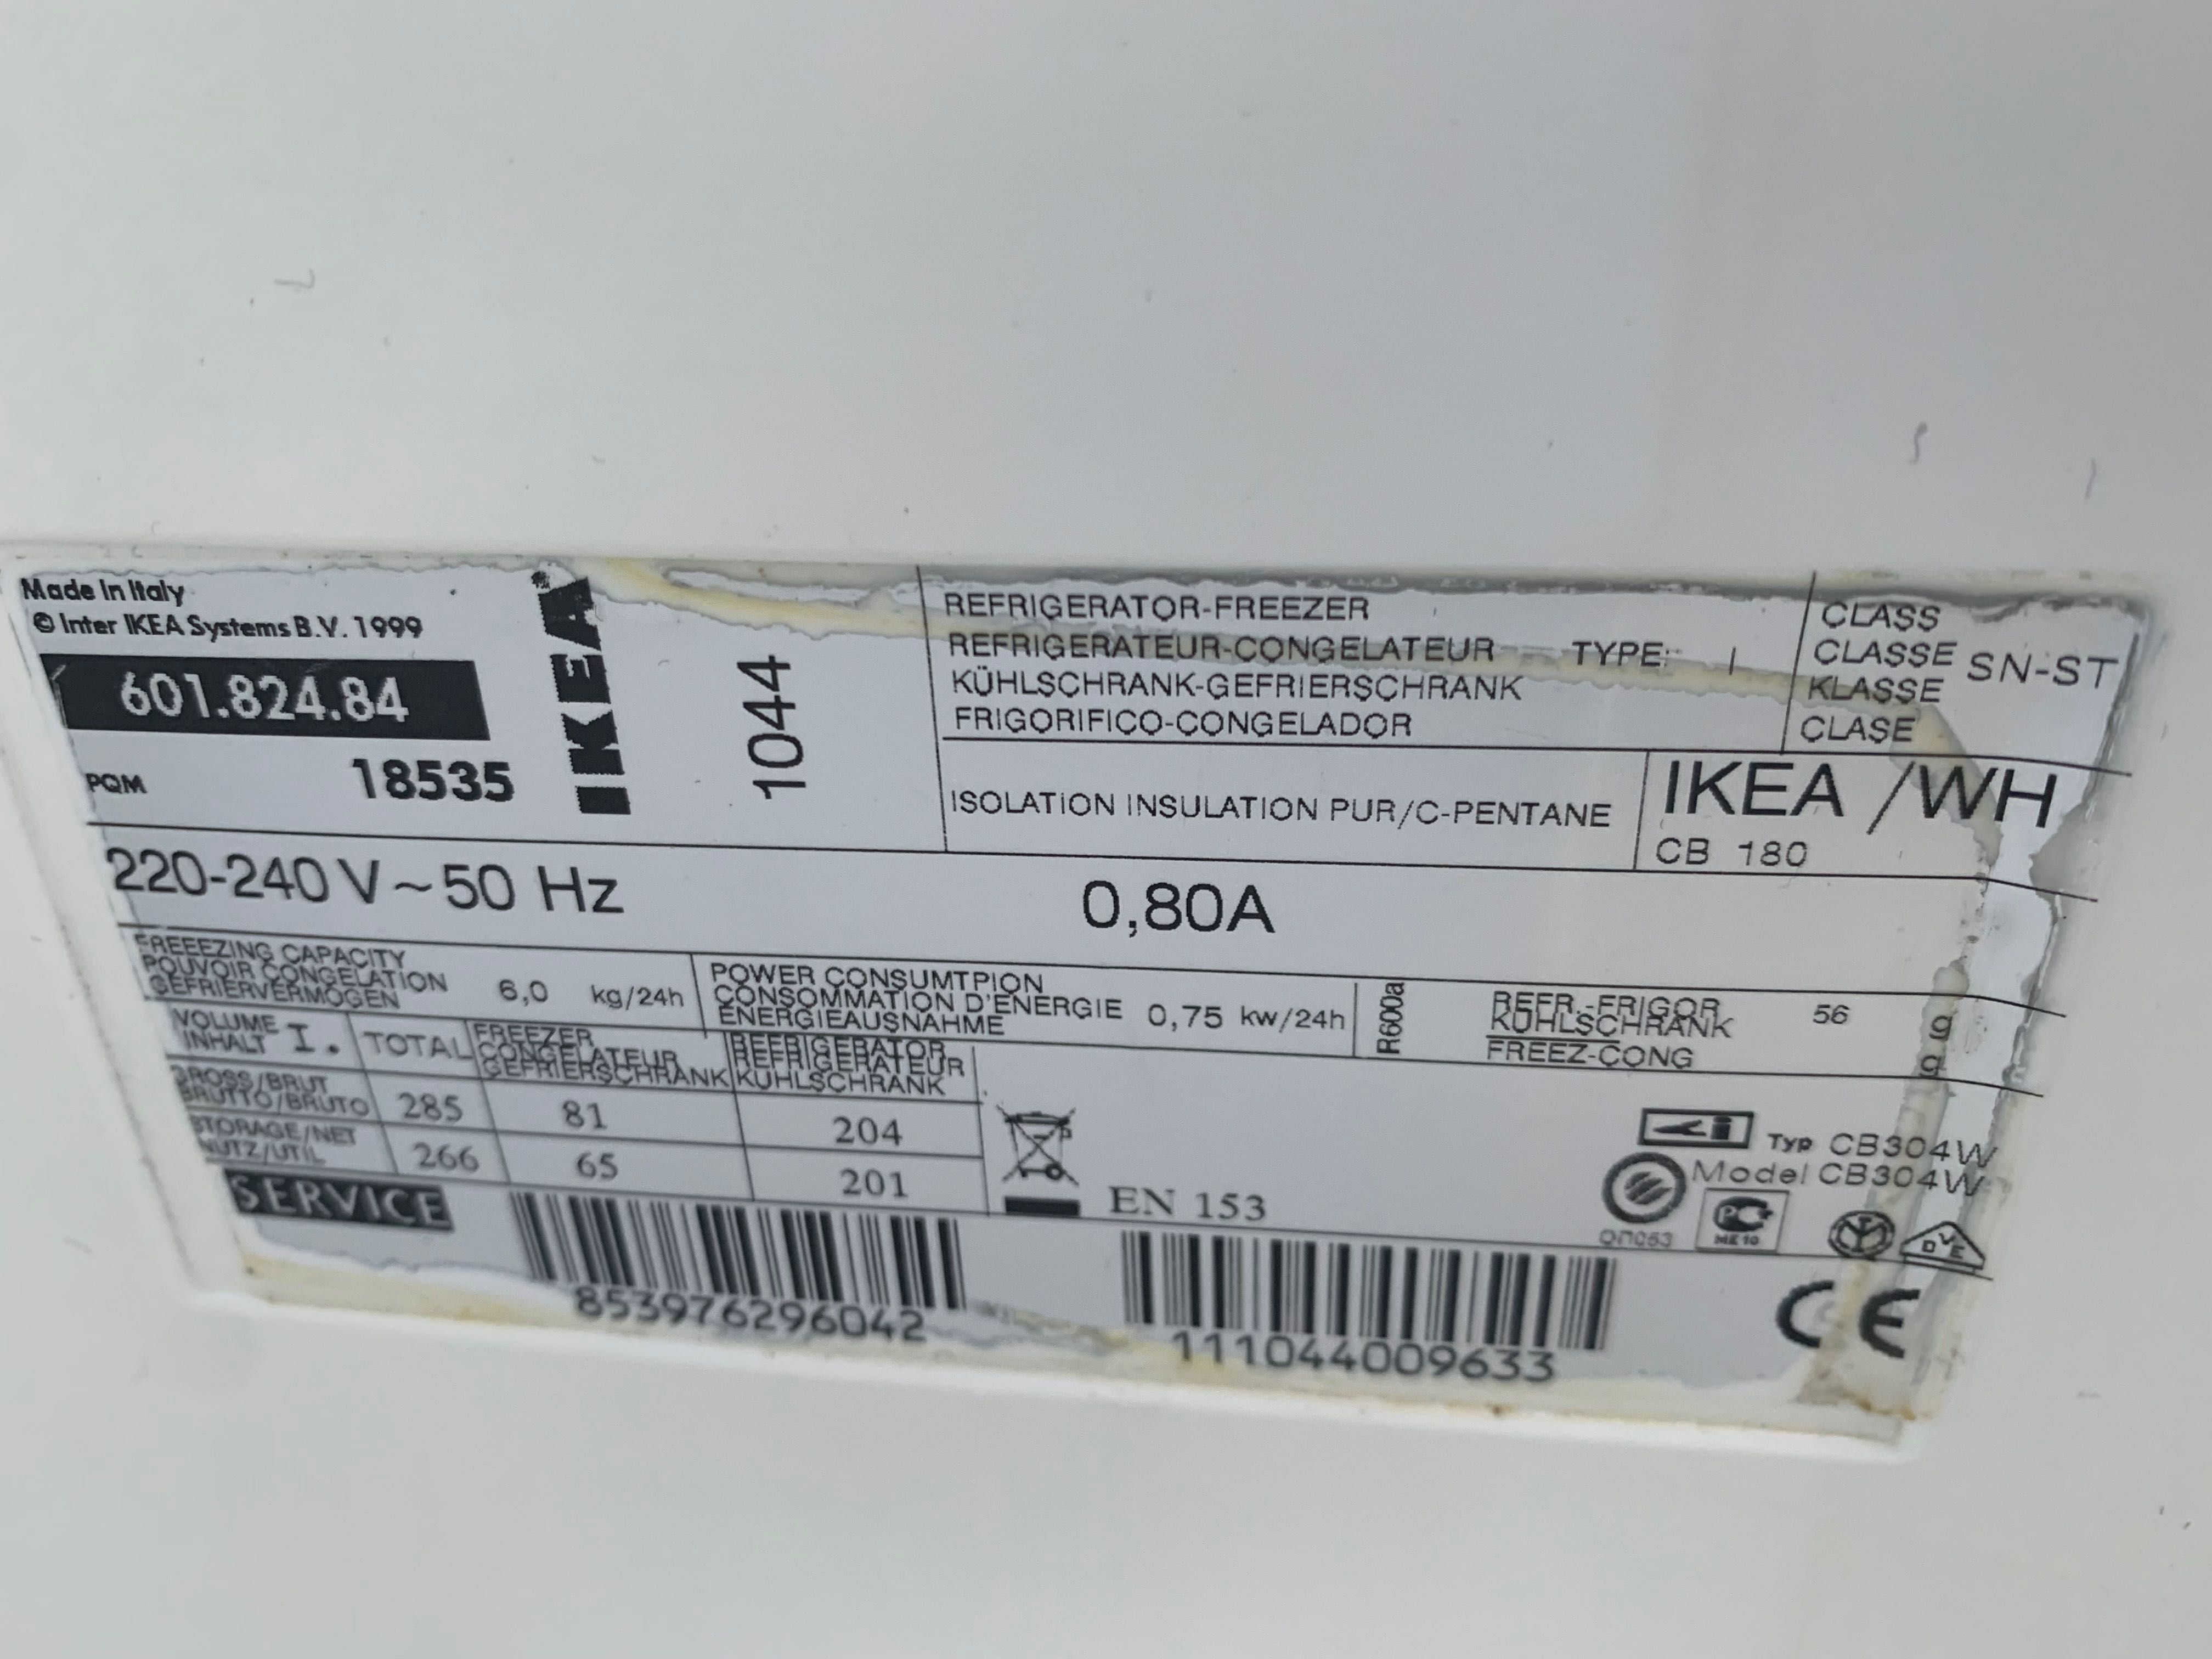 Made in Italy
© Inter IKEA Systems B.V. 1999
601.824.84
PQM 18535
IKEA
1044
REFRIGERATOR-FREEZER
REFRIGERATEUR-CONGELATEUR
KÜHLSCHRANK-GEFRIERSCHRANK
FRIGORIFICO-CONGELADOR
TYPE: I
CLASS
CLASSE
KLASSE
CLASE
SN-ST
ISOLATION INSULATION PUR/C-PENTANE
IKEA /WH
CB 180
220-240 V ~ 50 Hz
0,80A
FREEEZING CAPACITY
POUVOIR CONGELATION
GEFRIERVERMÖGEN
6,0 kg/24h
POWER CONSUMTPION
CONSOMMATION D'ENERGIE
ENERGIEAUSNAHME
0,75 kw/24h
R600a
REFR.-FRIGOR
KÜHLSCHRANK
56 g
FREEZ-CONG
g
VOLUME
INHALT
I.
TOTAL
FREEZER
CONGELATEUR
GEFRIERSCHRANK
REFRIGERATOR
REFRIGERATEUR
KÜHLSCHRANK
GROSS/BRUT
BRUTTO/BRUTO
285 81 204
STORAGE/NET
NUTZ/UTIL
266 65 201
EN 153
Typ CB304W
Model CB304W
ME10
DVE
SERVICE
853976296042
111044009633
CE